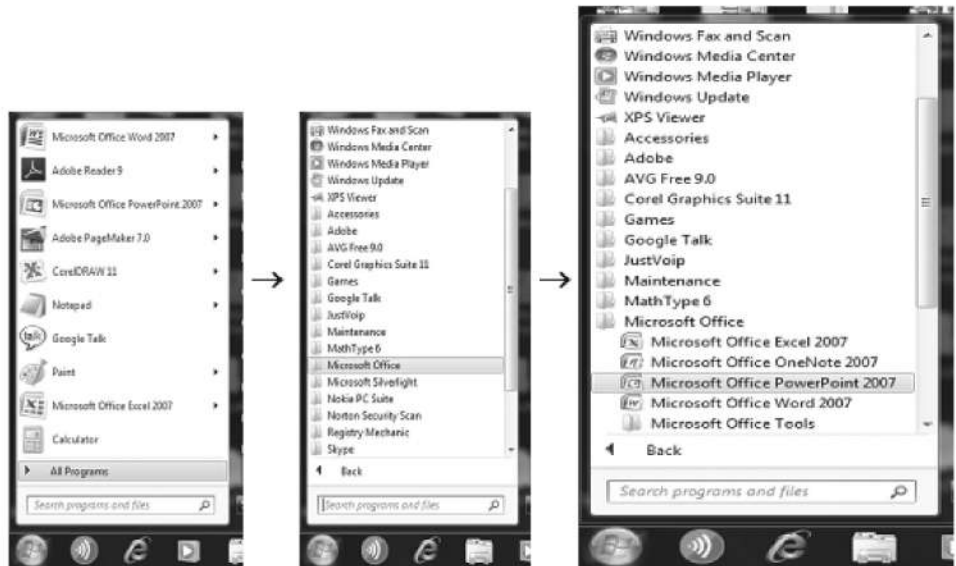 Microsoft Office Word 2007
Adobe Reader 9
Microsoft Office PowerPoint 2007
Adobe PageMaker 7.0
CorelDRAW 11
Notepad
talk
Google Talk
Paint
Microsoft Office Excel 2007
Calculator
All Programs
Search programs and files
→
Windows Fax and Scan
Windows Media Center
Windows Media Player
Windows Update
XPS Viewer
Accessories
Adobe
AVG Free 9.0
Corel Graphics Suite 11
Games
Google Talk
JustVoip
Maintenance
MathType 6
Microsoft Office
Microsoft Silverlight
Nokia PC Suite
Norton Security Scan
Registry Mechanic
Skype
Back
Search programs and files
→
Windows Fax and Scan
Windows Media Center
Windows Media Player
Windows Update
XPS Viewer
Accessories
Adobe
AVG Free 9.0
Corel Graphics Suite 11
Games
Google Talk
JustVoip
Maintenance
MathType 6
Microsoft Office
Microsoft Office Excel 2007
Microsoft Office OneNote 2007
Microsoft Office PowerPoint 2007
Microsoft Office Word 2007
Microsoft Office Tools
Back
Search programs and files